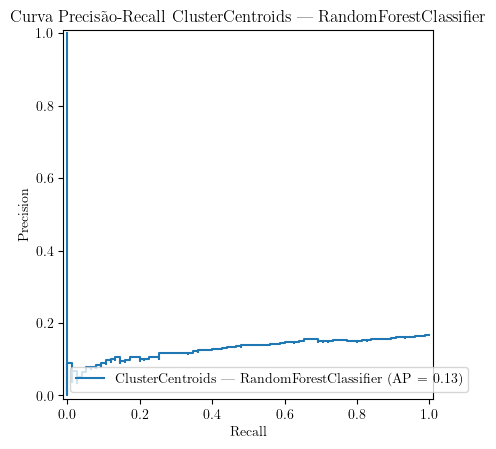 Curva Precisão-Recall ClusterCentroids — RandomForestClassifier
1.0
0.8
0.6
0.4
0.2
0.0
Precision
ClusterCentroids — RandomForestClassifier (AP = 0.13)
0.0 0.2 0.4 0.6 0.8 1.0
Recall